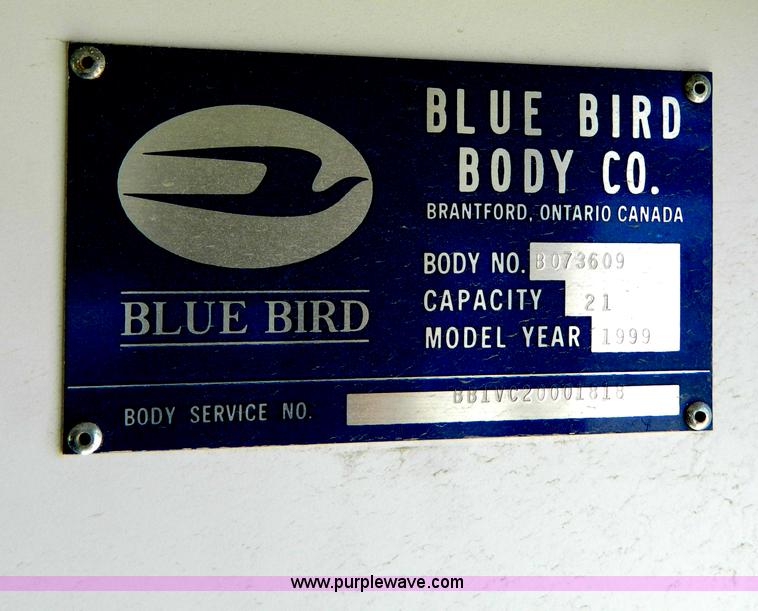 BLUE BIRD
BODY CO.
BRANTFORD, ONTARIO CANADA
BODY NO. B073609
CAPACITY 21
MODEL YEAR 1999
BLUE BIRD
BODY SERVICE NO. BB1VC20001818
www.purplewave.com